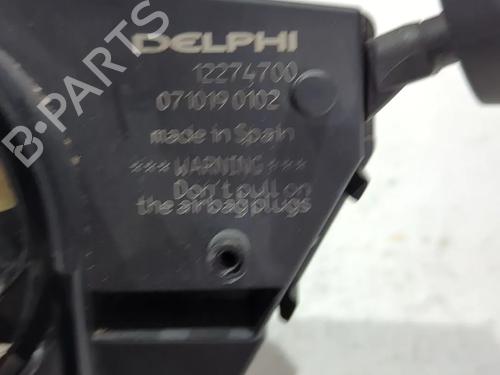 DELPHI
12274700
071019 0102
made in Spain
*** WARNING ***
Don't pull on
the airbag plugs
B-PARTS